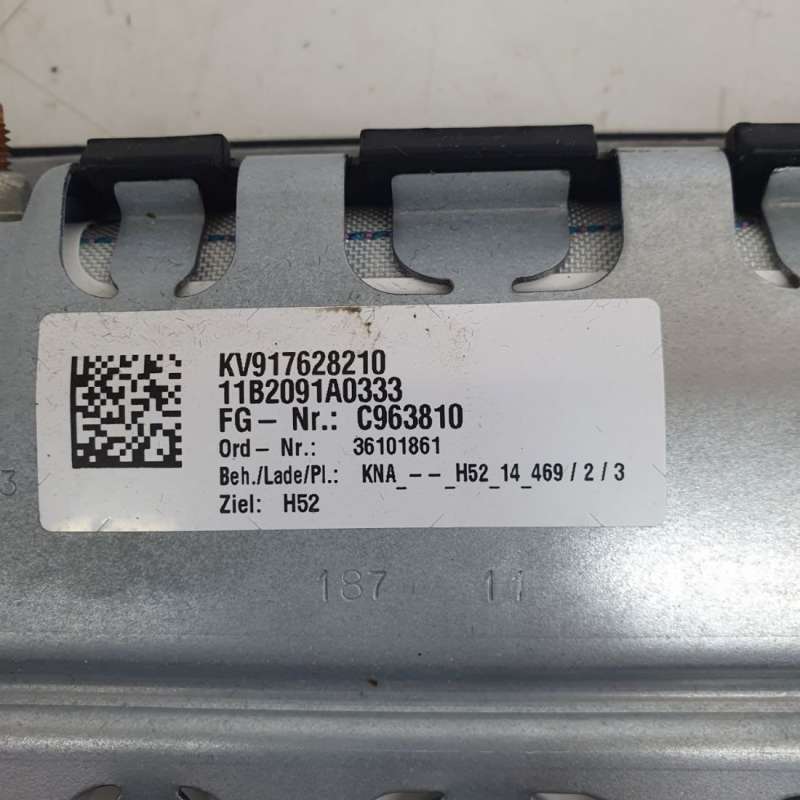 KV917628210
11B2091A0333
FG– Nr.: C963810
Ord– Nr.: 36101861
Beh./Lade/Pl.: KNA_––_H52_14_469 / 2 / 3
Ziel: H52
3
187 11